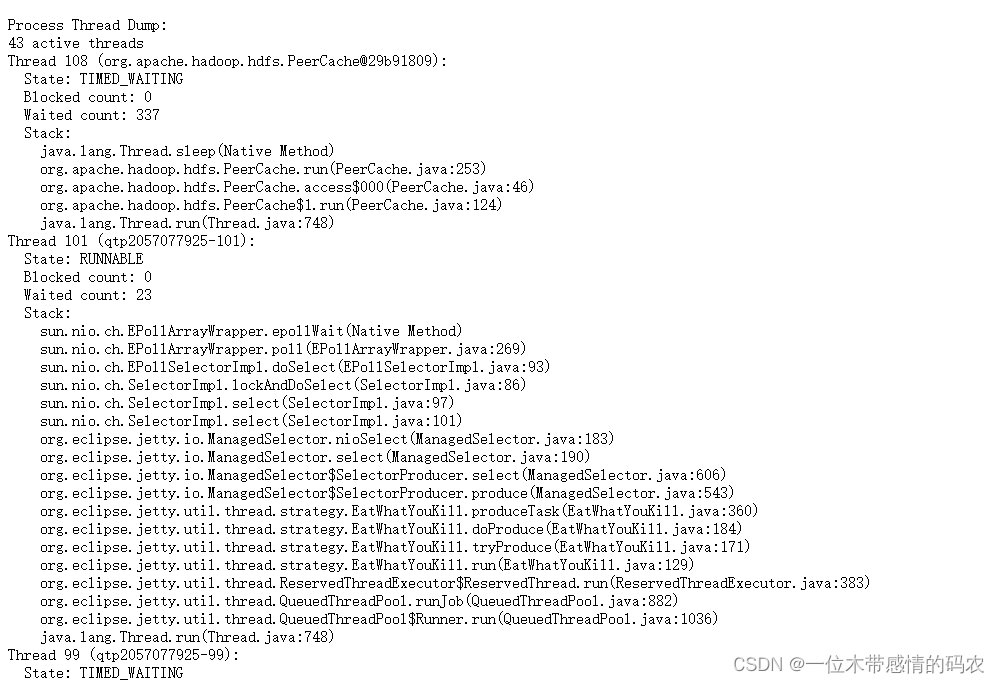 Process Thread Dump:
43 active threads
Thread 108 (org.apache.hadoop.hdfs.PeerCache@29b91809):
  State: TIMED_WAITING
  Blocked count: 0
  Waited count: 337
  Stack:
    java.lang.Thread.sleep(Native Method)
    org.apache.hadoop.hdfs.PeerCache.run(PeerCache.java:253)
    org.apache.hadoop.hdfs.PeerCache.access$000(PeerCache.java:46)
    org.apache.hadoop.hdfs.PeerCache$1.run(PeerCache.java:124)
    java.lang.Thread.run(Thread.java:748)
Thread 101 (qtp2057077925-101):
  State: RUNNABLE
  Blocked count: 0
  Waited count: 23
  Stack:
    sun.nio.ch.EPollArrayWrapper.epollWait(Native Method)
    sun.nio.ch.EPollArrayWrapper.poll(EPollArrayWrapper.java:269)
    sun.nio.ch.EPollSelectorImpl.doSelect(EPollSelectorImpl.java:93)
    sun.nio.ch.SelectorImpl.lockAndDoSelect(SelectorImpl.java:86)
    sun.nio.ch.SelectorImpl.select(SelectorImpl.java:97)
    sun.nio.ch.SelectorImpl.select(SelectorImpl.java:101)
    org.eclipse.jetty.io.ManagedSelector.nioSelect(ManagedSelector.java:183)
    org.eclipse.jetty.io.ManagedSelector.select(ManagedSelector.java:190)
    org.eclipse.jetty.io.ManagedSelector$SelectorProducer.select(ManagedSelector.java:606)
    org.eclipse.jetty.io.ManagedSelector$SelectorProducer.produce(ManagedSelector.java:543)
    org.eclipse.jetty.util.thread.strategy.EatWhatYouKill.produceTask(EatWhatYouKill.java:360)
    org.eclipse.jetty.util.thread.strategy.EatWhatYouKill.doProduce(EatWhatYouKill.java:184)
    org.eclipse.jetty.util.thread.strategy.EatWhatYouKill.tryProduce(EatWhatYouKill.java:171)
    org.eclipse.jetty.util.thread.strategy.EatWhatYouKill.run(EatWhatYouKill.java:129)
    org.eclipse.jetty.util.thread.ReservedThreadExecutor$ReservedThread.run(ReservedThreadExecutor.java:383)
    org.eclipse.jetty.util.thread.QueuedThreadPool.runJob(QueuedThreadPool.java:882)
    org.eclipse.jetty.util.thread.QueuedThreadPool$Runner.run(QueuedThreadPool.java:1036)
    java.lang.Thread.run(Thread.java:748)
Thread 99 (qtp2057077925-99):
  State: TIMED_WAITING
CSDN @一位木带感情的码农